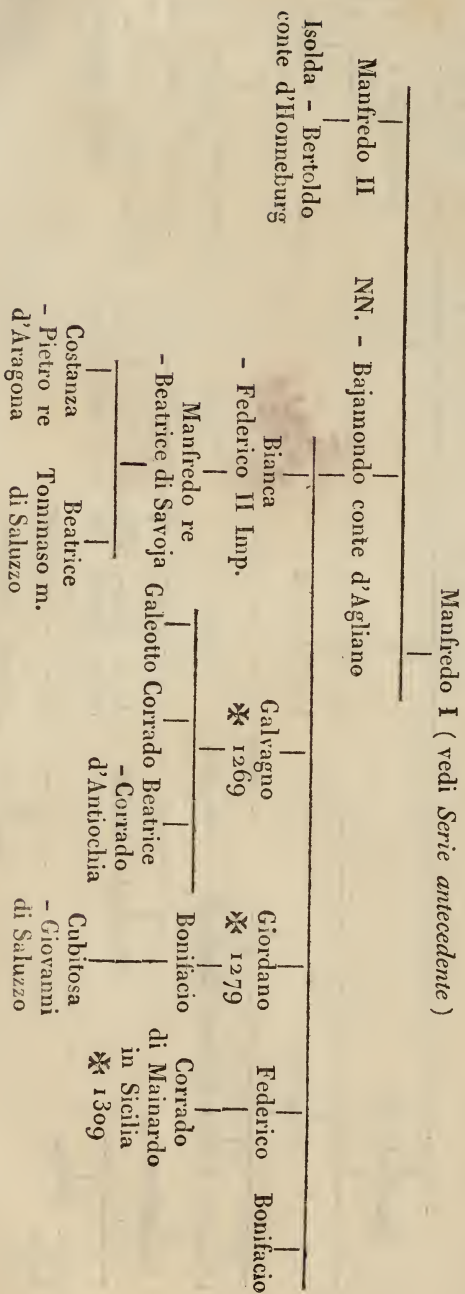 Manfredo I ( vedi Serie antecedente )
Manfredo II
NN. - Bajamondo conte d'Agliano
Isolda - Bertoldo
conte d'Honneburg
Bianca
- Federico II Imp.
Galvagno
✠ 1269
Giordano
✠ 1279
Federico
Bonifacio
Manfredo re
- Beatrice di Savoja
Galeotto Corrado Beatrice
- Corrado
d'Antiochia
Bonifacio
Corrado
di Mainardo
in Sicilia
✠ 1309
Costanza
- Pietro re
d'Aragona
Beatrice
Tommaso m.
di Saluzzo
Cubitosa
- Giovanni
di Saluzzo